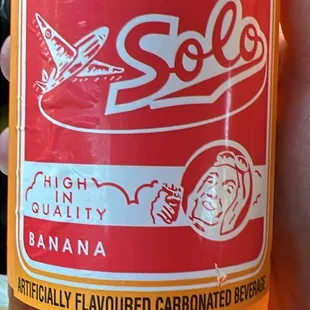 Solo
HIGH
IN
QUALITY
BANANA
ARTIFICIALLY FLAVOURED CARBONATED BEVERAGE